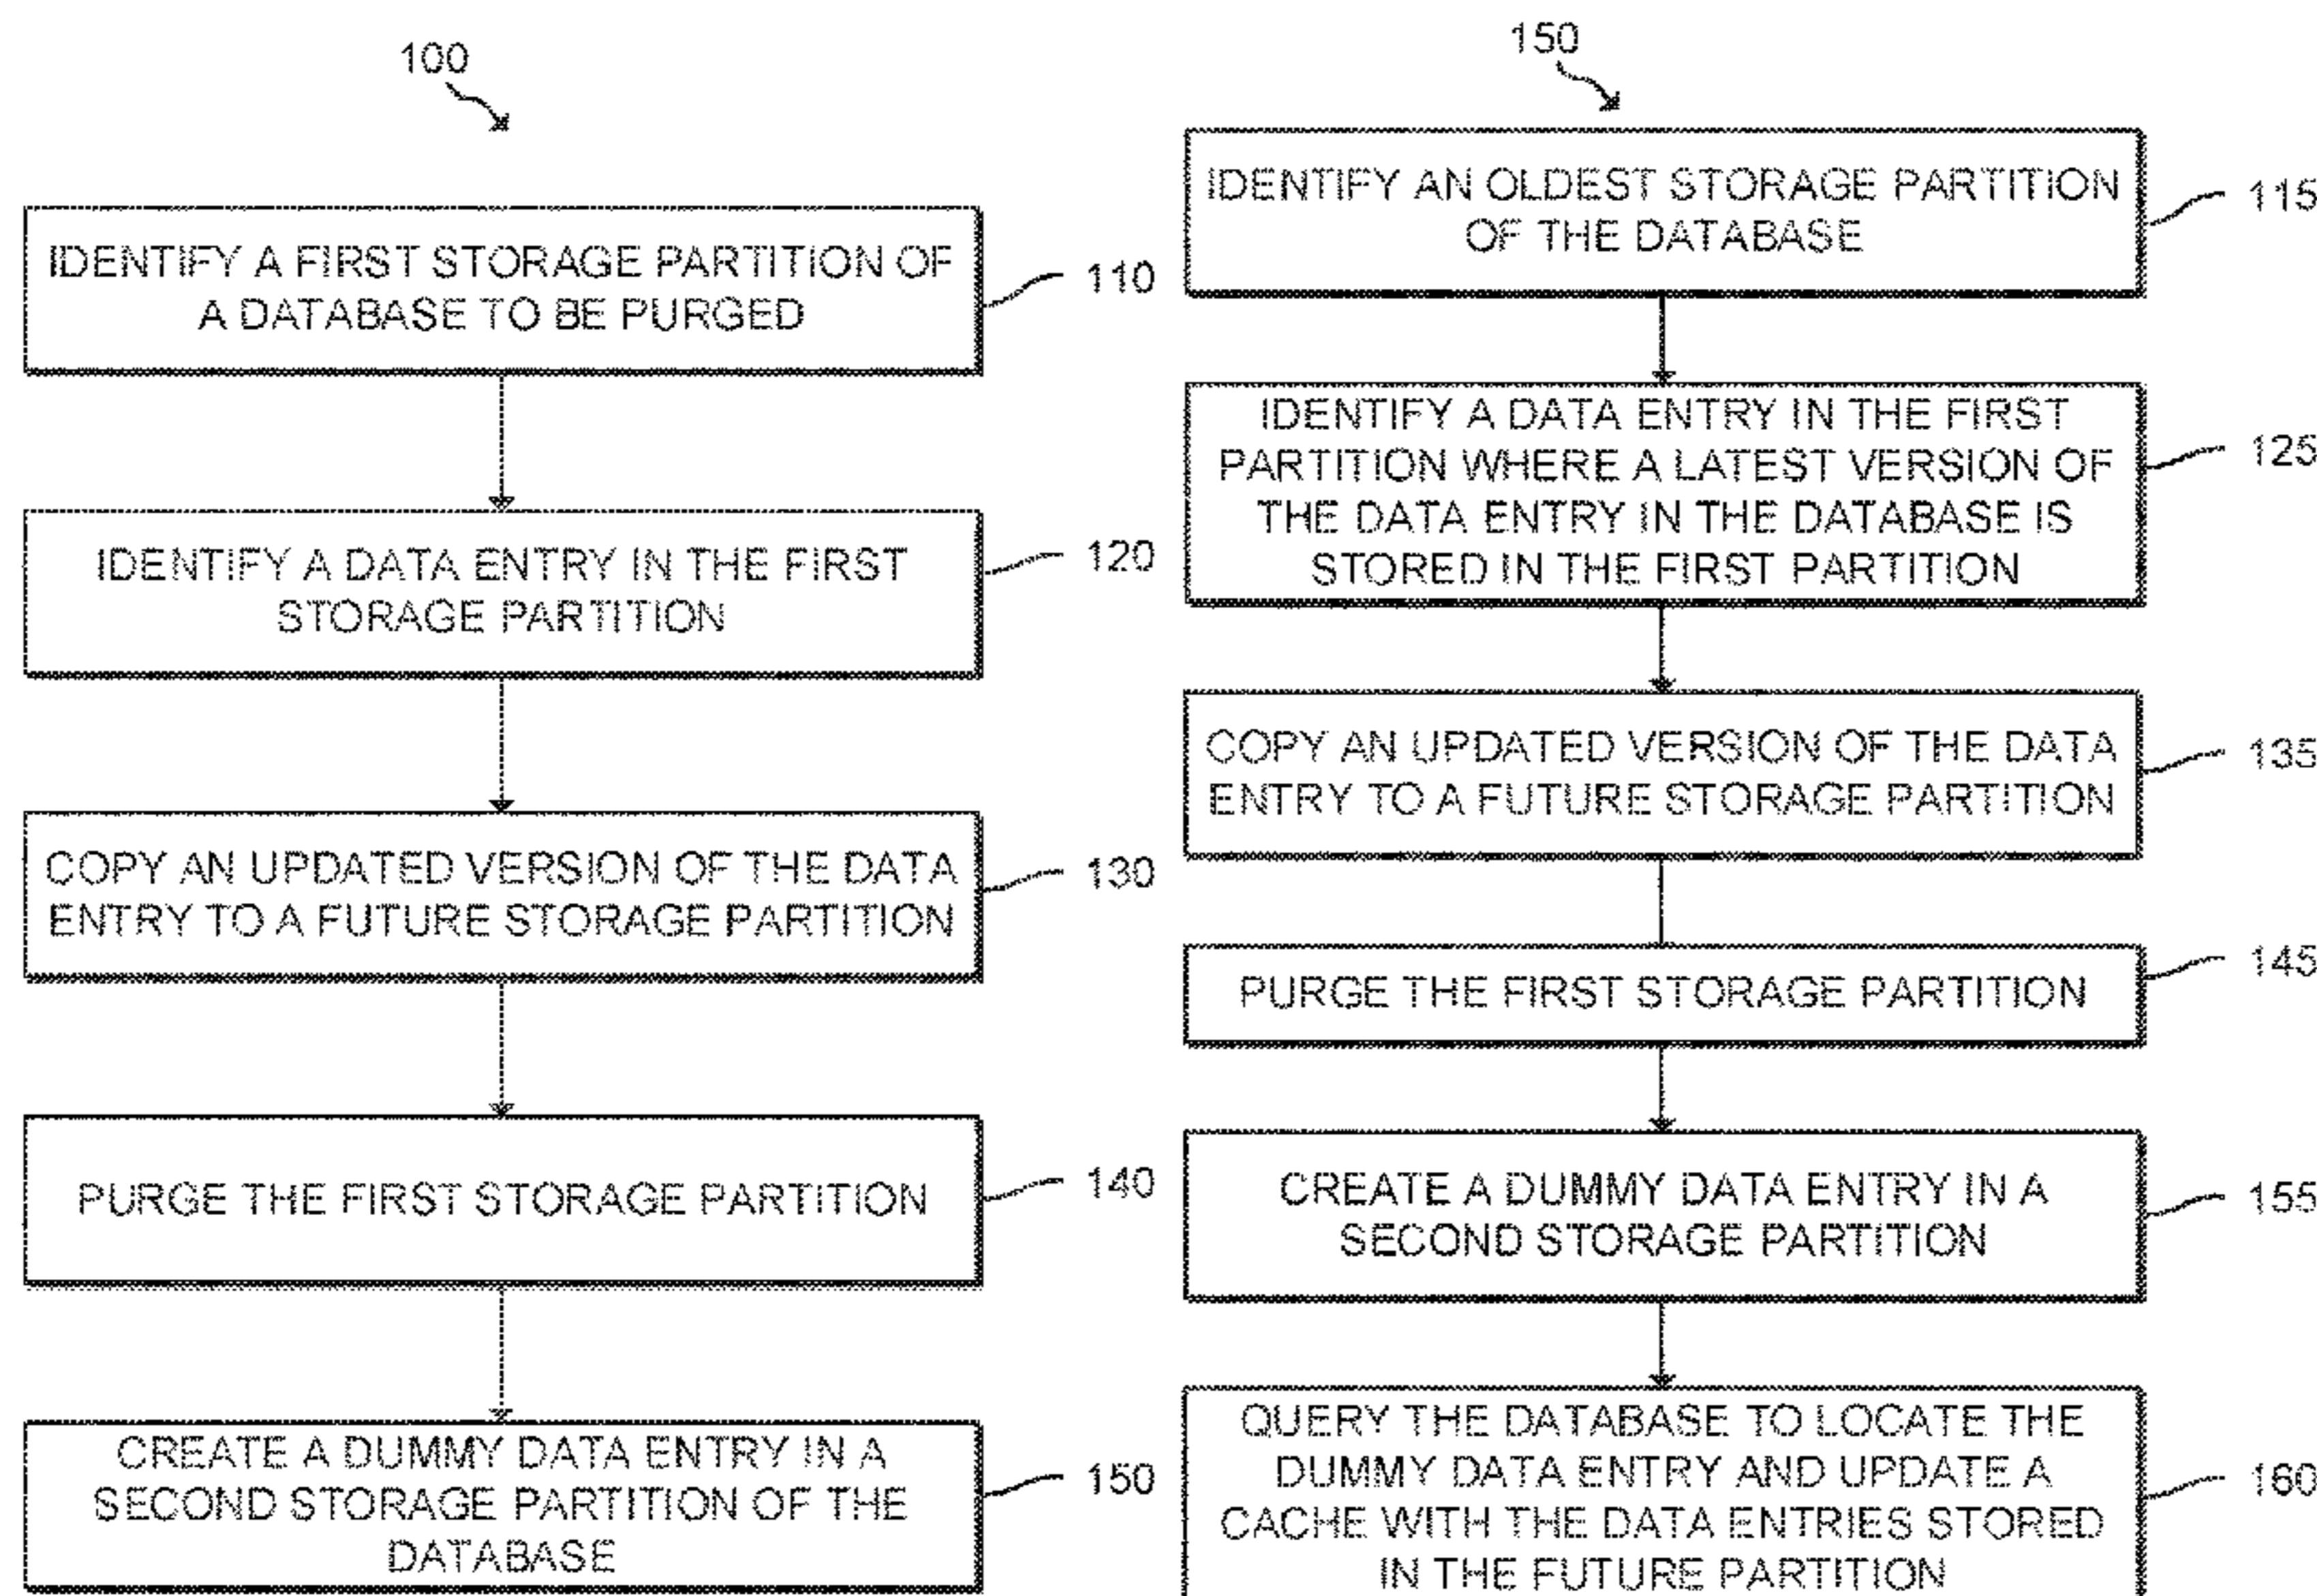 100
IDENTIFY A FIRST STORAGE PARTITION OF
A DATABASE TO BE PURGED
110
IDENTIFY A DATA ENTRY IN THE FIRST
STORAGE PARTITION
120
COPY AN UPDATED VERSION OF THE DATA
ENTRY TO A FUTURE STORAGE PARTITION
130
PURGE THE FIRST STORAGE PARTITION
140
CREATE A DUMMY DATA ENTRY IN A
SECOND STORAGE PARTITION OF THE
DATABASE
150
150
IDENTIFY AN OLDEST STORAGE PARTITION
OF THE DATABASE
115
IDENTIFY A DATA ENTRY IN THE FIRST
PARTITION WHERE A LATEST VERSION OF
THE DATA ENTRY IN THE DATABASE IS
STORED IN THE FIRST PARTITION
125
COPY AN UPDATED VERSION OF THE DATA
ENTRY TO A FUTURE STORAGE PARTITION
135
PURGE THE FIRST STORAGE PARTITION
145
CREATE A DUMMY DATA ENTRY IN A
SECOND STORAGE PARTITION
155
QUERY THE DATABASE TO LOCATE THE
DUMMY DATA ENTRY AND UPDATE A
CACHE WITH THE DATA ENTRIES STORED
IN THE FUTURE PARTITION
160